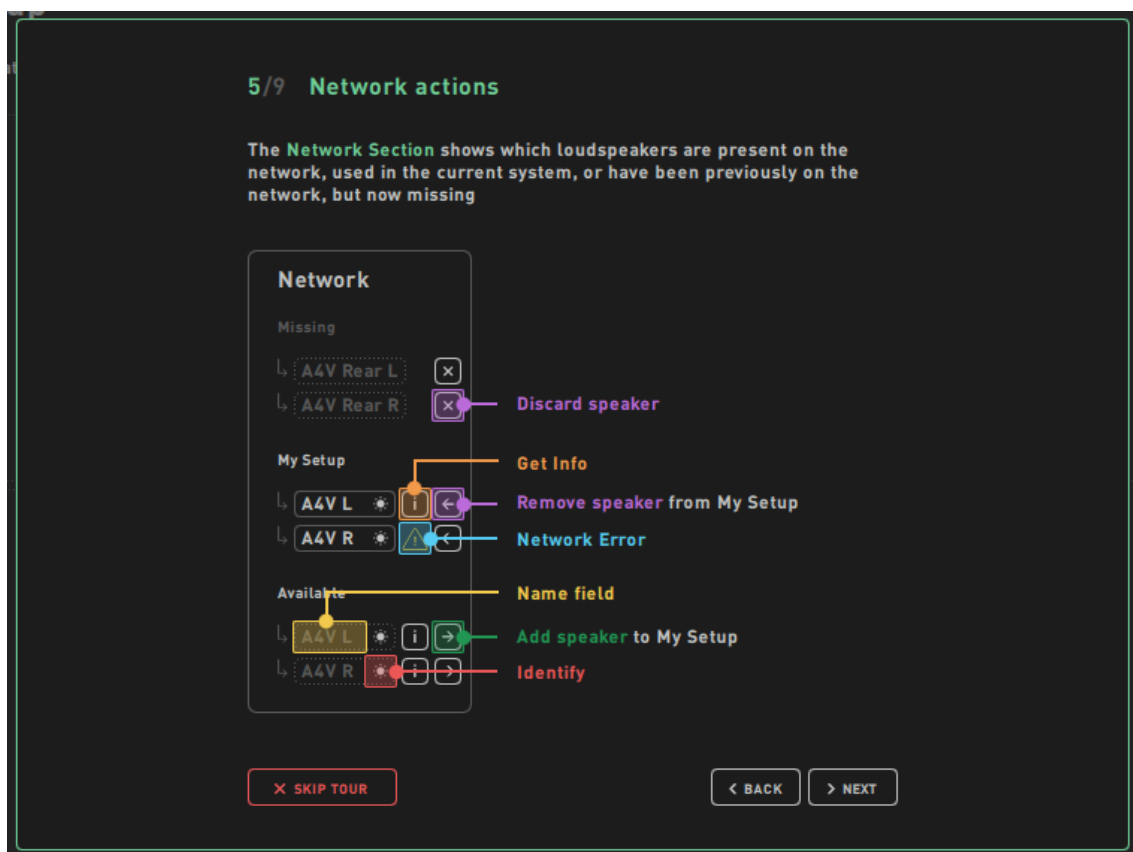 5/9 Network actions
The Network Section shows which loudspeakers are present on the
network, used in the current system, or have been previously on the
network, but now missing
Network
Missing
A4V Rear L
A4V Rear R
Discard speaker
My Setup
Get Info
A4V L
i
Remove speaker from My Setup
A4V R
Network Error
Available
Name field
A4V L
i
Add speaker to My Setup
A4V R
i
Identify
SKIP TOUR
BACK
NEXT